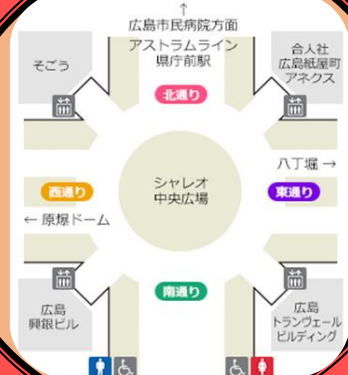 ↑
広島市民病院方面
アストラムライン
県庁前駅
そごう
合人社
広島紙屋町
アネックス
北通り
八丁堀 →
西通り
シャレオ
中央広場
東通り
← 原爆ドーム
南通り
広島
興銀ビル
広島
トランヴェール
ビルディング